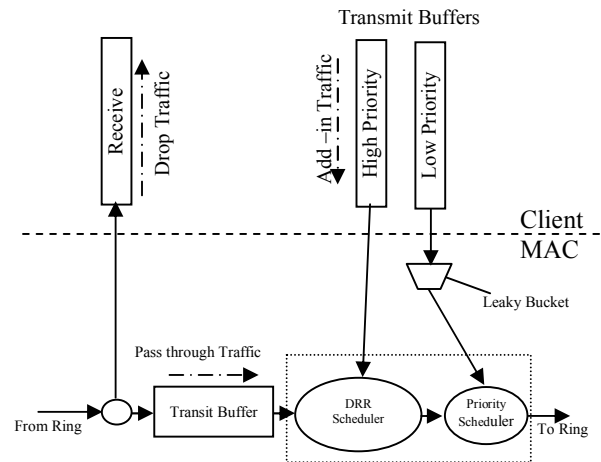 Transmit Buffers
Receive
Drop Traffic
Add –in Traffic
High Priority
Low Priority
Client
MAC
Leaky Bucket
Pass through Traffic
From Ring
Transit Buffer
DRR
Scheduler
Priority
Scheduler
To Ring